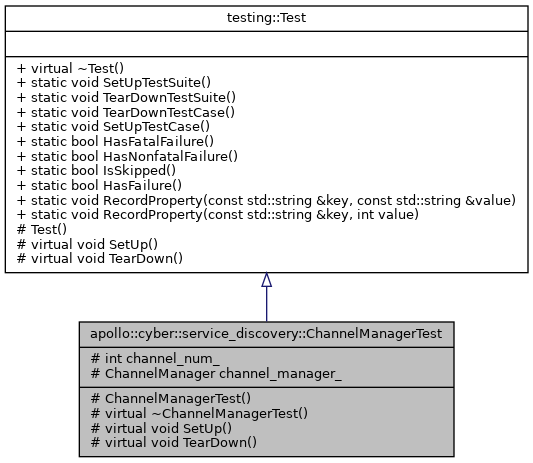 testing::Test
+ virtual ~Test()
+ static void SetUpTestSuite()
+ static void TearDownTestSuite()
+ static void TearDownTestCase()
+ static void SetUpTestCase()
+ static bool HasFatalFailure()
+ static bool HasNonfatalFailure()
+ static bool IsSkipped()
+ static bool HasFailure()
+ static void RecordProperty(const std::string &key, const std::string &value)
+ static void RecordProperty(const std::string &key, int value)
# Test()
# virtual void SetUp()
# virtual void TearDown()
apollo::cyber::service_discovery::ChannelManagerTest
# int channel_num_
# ChannelManager channel_manager_
# ChannelManagerTest()
# virtual ~ChannelManagerTest()
# virtual void SetUp()
# virtual void TearDown()